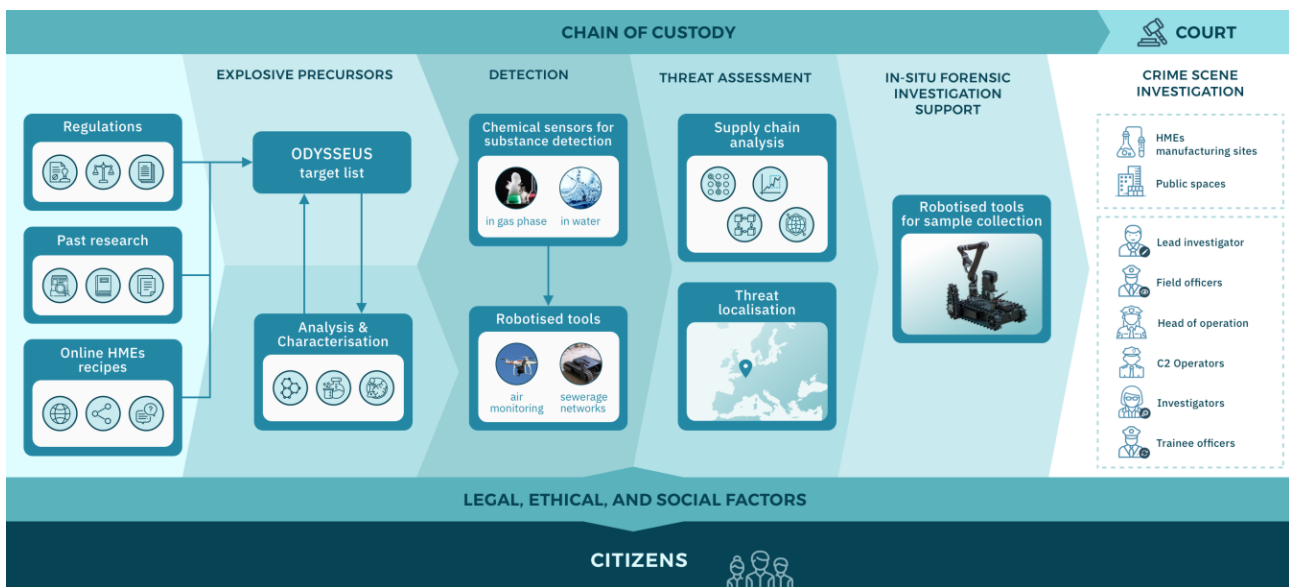 CHAIN OF CUSTODY
COURT
EXPLOSIVE PRECURSORS
DETECTION
THREAT ASSESSMENT
IN-SITU FORENSIC
INVESTIGATION
SUPPORT
CRIME SCENE
INVESTIGATION
Regulations
Past research
Online HMEs
recipes
ODYSSEUS
target list
Analysis &
Characterisation
Chemical sensors for
substance detection
in gas phase
in water
Robotised tools
air
monitoring
sewerage
networks
Supply chain
analysis
Threat
localisation
Robotised tools
for sample collection
HMEs
manufacturing sites
Public spaces
Lead investigator
Field officers
Head of operation
C2 Operators
Investigators
Trainee officers
LEGAL, ETHICAL, AND SOCIAL FACTORS
CITIZENS